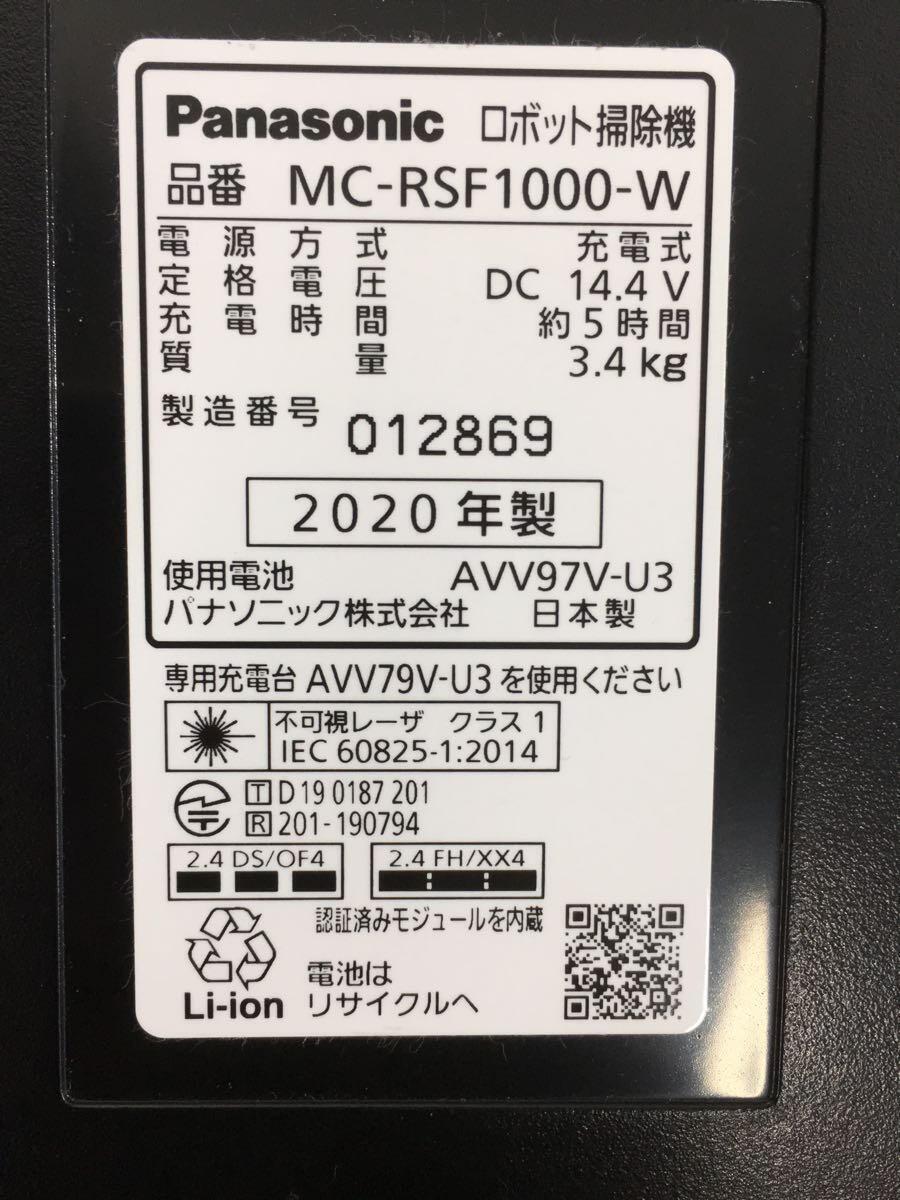 Panasonic ロボット掃除機
品番 MC-RSF1000-W
電源方式 充電式
定格電圧 DC 14.4 V
充電時間 約5時間
質量 3.4 kg
製造番号 012869
2020年製
使用電池 AVV97V-U3
パナソニック株式会社 日本製
専用充電台 AVV79V-U3を使用ください
不可視レーザ クラス1
IEC 60825-1:2014
T D 19 0187 201
R 201-190794
2.4 DS/OF4 2.4 FH/XX4
認証済みモジュールを内蔵
電池は
Li-ion リサイクルへ